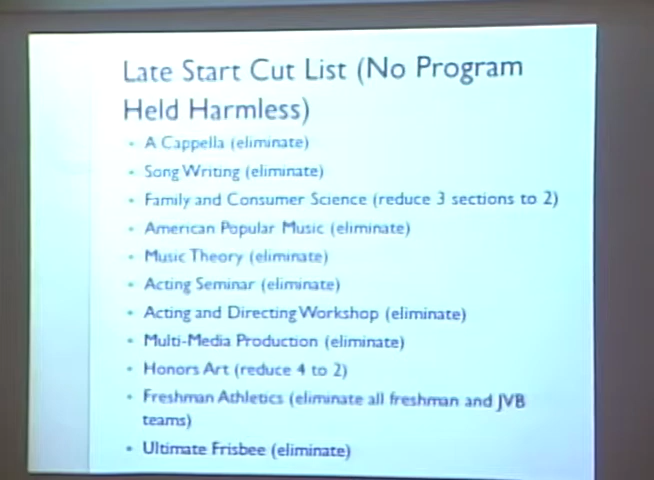 Late Start Cut List (No Program
Held Harmless)
• A Cappella (eliminate)
• Song Writing (eliminate)
• Family and Consumer Science (reduce 3 sections to 2)
• American Popular Music (eliminate)
• Music Theory (eliminate)
• Acting Seminar (eliminate)
• Acting and Directing Workshop (eliminate)
• Multi-Media Production (eliminate)
• Honors Art (reduce 4 to 2)
• Freshman Athletics (eliminate all freshman and JVB
teams)
• Ultimate Frisbee (eliminate)